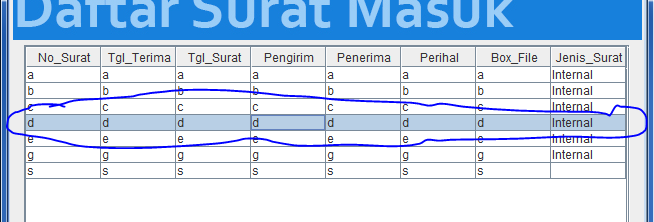 Daftar Surat Masuk
No_Surat Tgl_Terima Tgl_Surat Pengirim Penerima Perihal Box_File Jenis_Surat
a a a a a a a Internal
b b b b b b b Internal
c c c c c c c Internal
d d d d d d d Internal
e e e e e e e Internal
g g g g g g g Internal
s s s s s s s